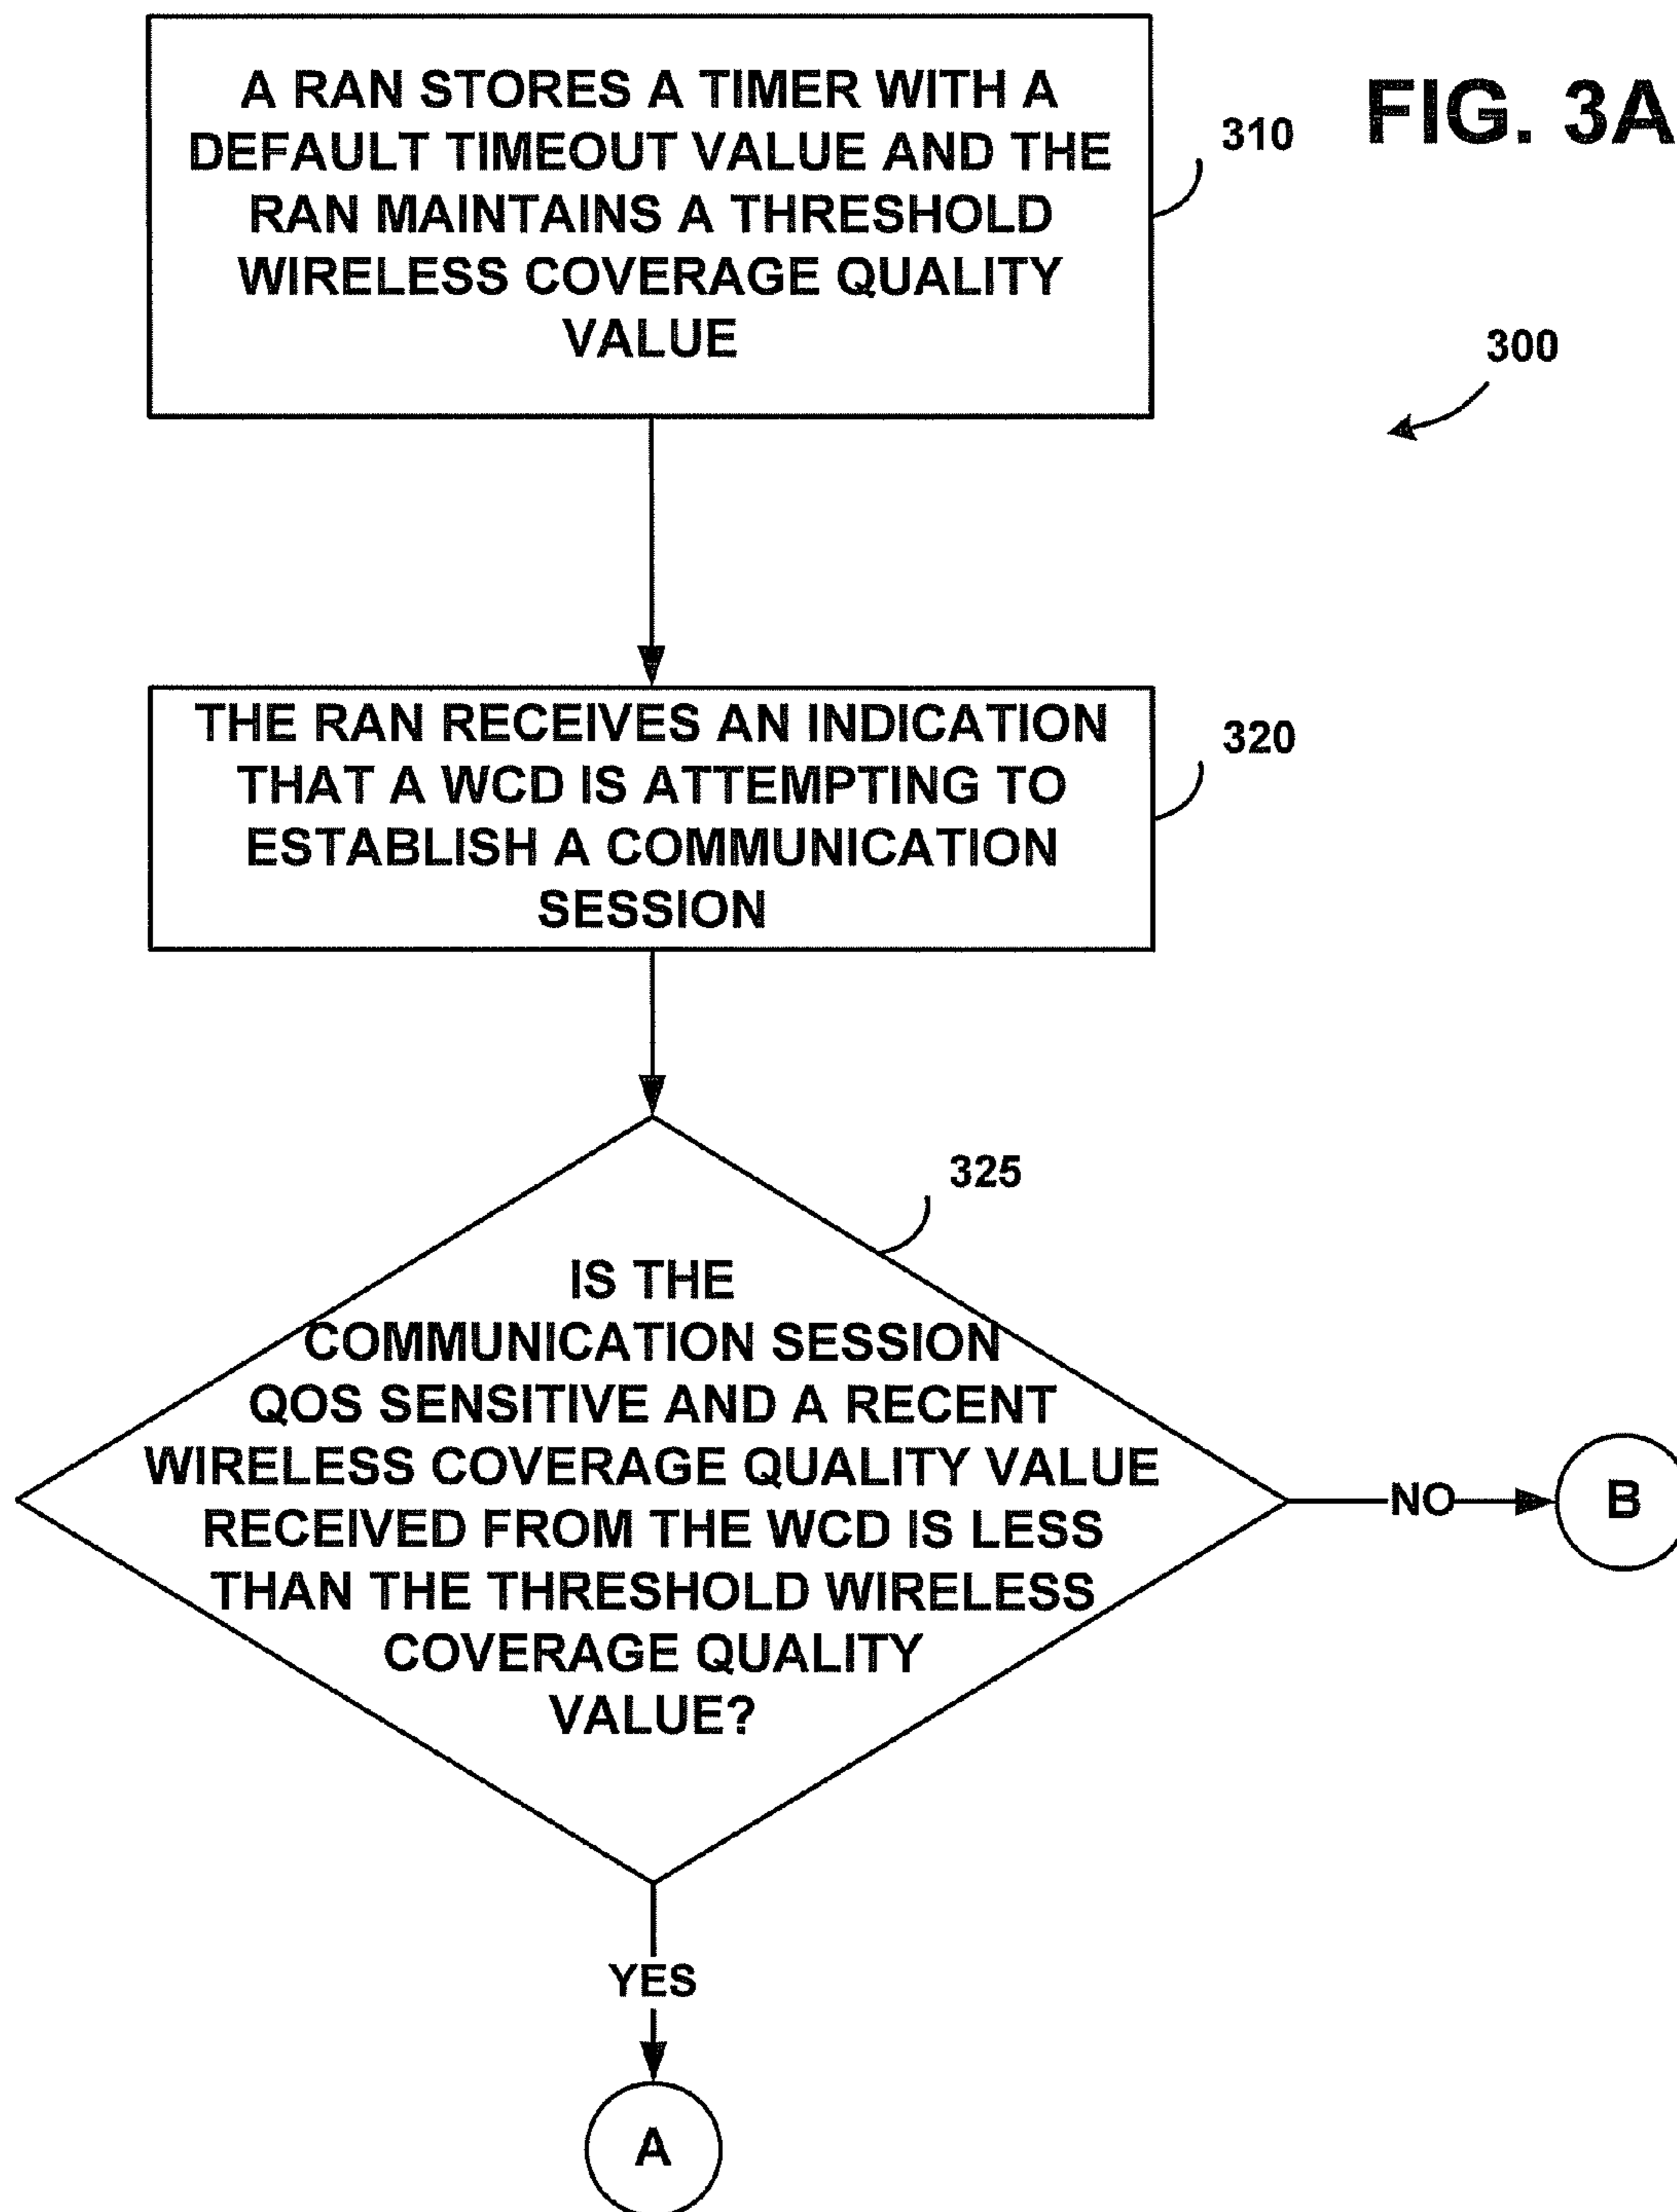 FIG. 3A
A RAN STORES A TIMER WITH A
DEFAULT TIMEOUT VALUE AND THE
RAN MAINTAINS A THRESHOLD
WIRELESS COVERAGE QUALITY
VALUE
310
300
THE RAN RECEIVES AN INDICATION
THAT A WCD IS ATTEMPTING TO
ESTABLISH A COMMUNICATION
SESSION
320
325
IS THE
COMMUNICATION SESSION
QOS SENSITIVE AND A RECENT
WIRELESS COVERAGE QUALITY VALUE
RECEIVED FROM THE WCD IS LESS
THAN THE THRESHOLD WIRELESS
COVERAGE QUALITY
VALUE?
NO
B
YES
A